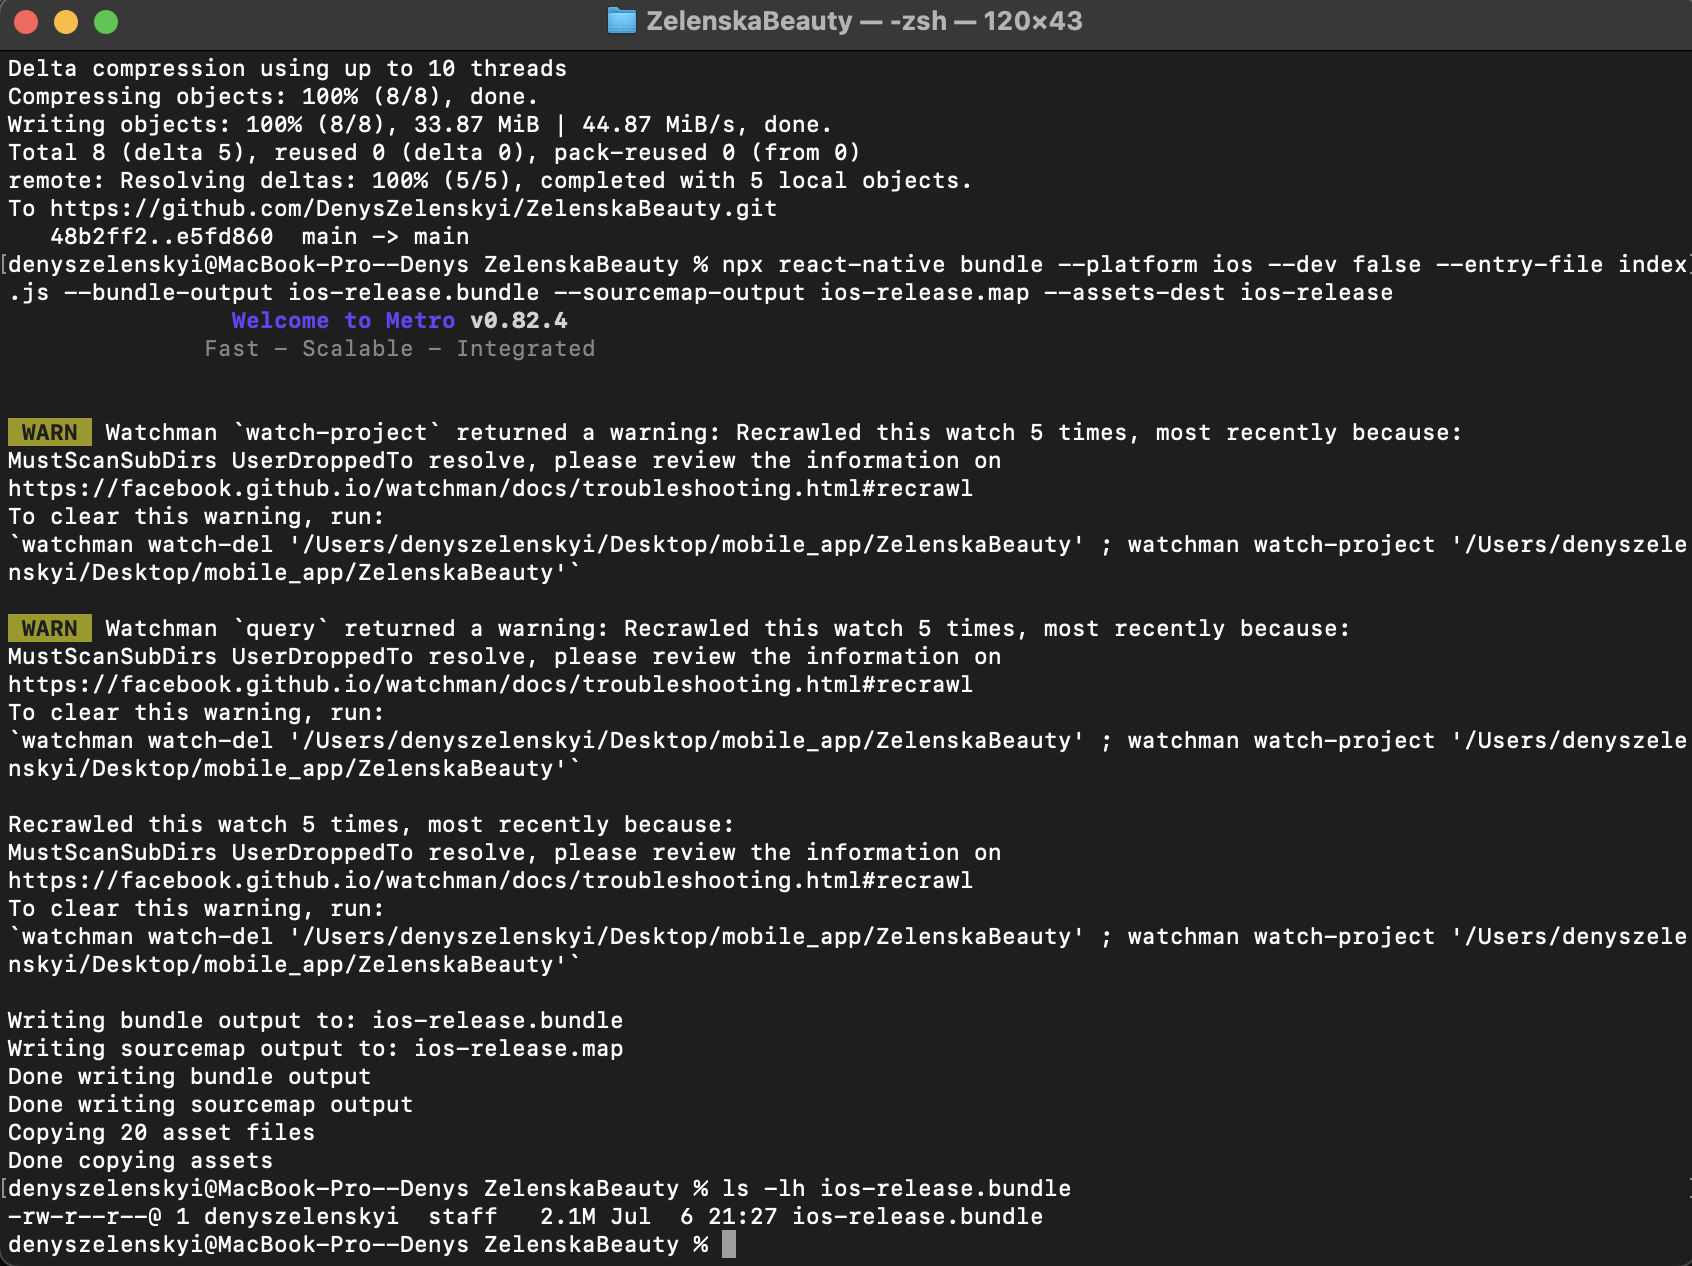 ZelenskaBeauty — -zsh — 120×43
Delta compression using up to 10 threads
Compressing objects: 100% (8/8), done.
Writing objects: 100% (8/8), 33.87 MiB | 44.87 MiB/s, done.
Total 8 (delta 5), reused 0 (delta 0), pack-reused 0 (from 0)
remote: Resolving deltas: 100% (5/5), completed with 5 local objects.
To https://github.com/DenysZelenskyi/ZelenskaBeauty.git
   48b2ff2..e5fd860  main -> main
[denyszelenskyi@MacBook-Pro--Denys ZelenskaBeauty % npx react-native bundle --platform ios --dev false --entry-file index]
.js --bundle-output ios-release.bundle --sourcemap-output ios-release.map --assets-dest ios-release
Welcome to Metro v0.82.4
Fast - Scalable - Integrated
WARN Watchman `watch-project` returned a warning: Recrawled this watch 5 times, most recently because:
MustScanSubDirs UserDroppedTo resolve, please review the information on
https://facebook.github.io/watchman/docs/troubleshooting.html#recrawl
To clear this warning, run:
`watchman watch-del '/Users/denyszelenskyi/Desktop/mobile_app/ZelenskaBeauty' ; watchman watch-project '/Users/denyszele
nskyi/Desktop/mobile_app/ZelenskaBeauty'`
WARN Watchman `query` returned a warning: Recrawled this watch 5 times, most recently because:
MustScanSubDirs UserDroppedTo resolve, please review the information on
https://facebook.github.io/watchman/docs/troubleshooting.html#recrawl
To clear this warning, run:
`watchman watch-del '/Users/denyszelenskyi/Desktop/mobile_app/ZelenskaBeauty' ; watchman watch-project '/Users/denyszele
nskyi/Desktop/mobile_app/ZelenskaBeauty'`
Recrawled this watch 5 times, most recently because:
MustScanSubDirs UserDroppedTo resolve, please review the information on
https://facebook.github.io/watchman/docs/troubleshooting.html#recrawl
To clear this warning, run:
`watchman watch-del '/Users/denyszelenskyi/Desktop/mobile_app/ZelenskaBeauty' ; watchman watch-project '/Users/denyszele
nskyi/Desktop/mobile_app/ZelenskaBeauty'`
Writing bundle output to: ios-release.bundle
Writing sourcemap output to: ios-release.map
Done writing bundle output
Done writing sourcemap output
Copying 20 asset files
Done copying assets
[denyszelenskyi@MacBook-Pro--Denys ZelenskaBeauty % ls -lh ios-release.bundle ]
-rw-r--r--@ 1 denyszelenskyi  staff   2.1M Jul  6 21:27 ios-release.bundle
denyszelenskyi@MacBook-Pro--Denys ZelenskaBeauty %